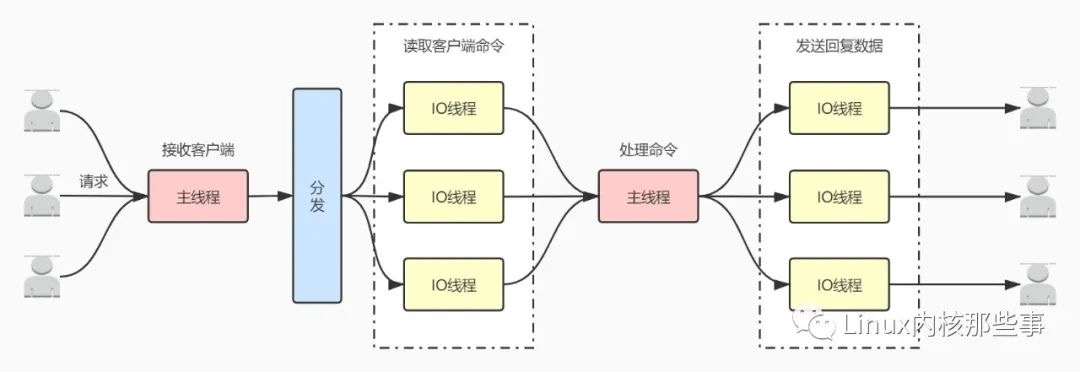 读取客户端命令
发送回复数据
IO线程
IO线程
接收客户端
处理命令
请求
主线程
分发
IO线程
主线程
IO线程
IO线程
IO线程
Linux内核那些事